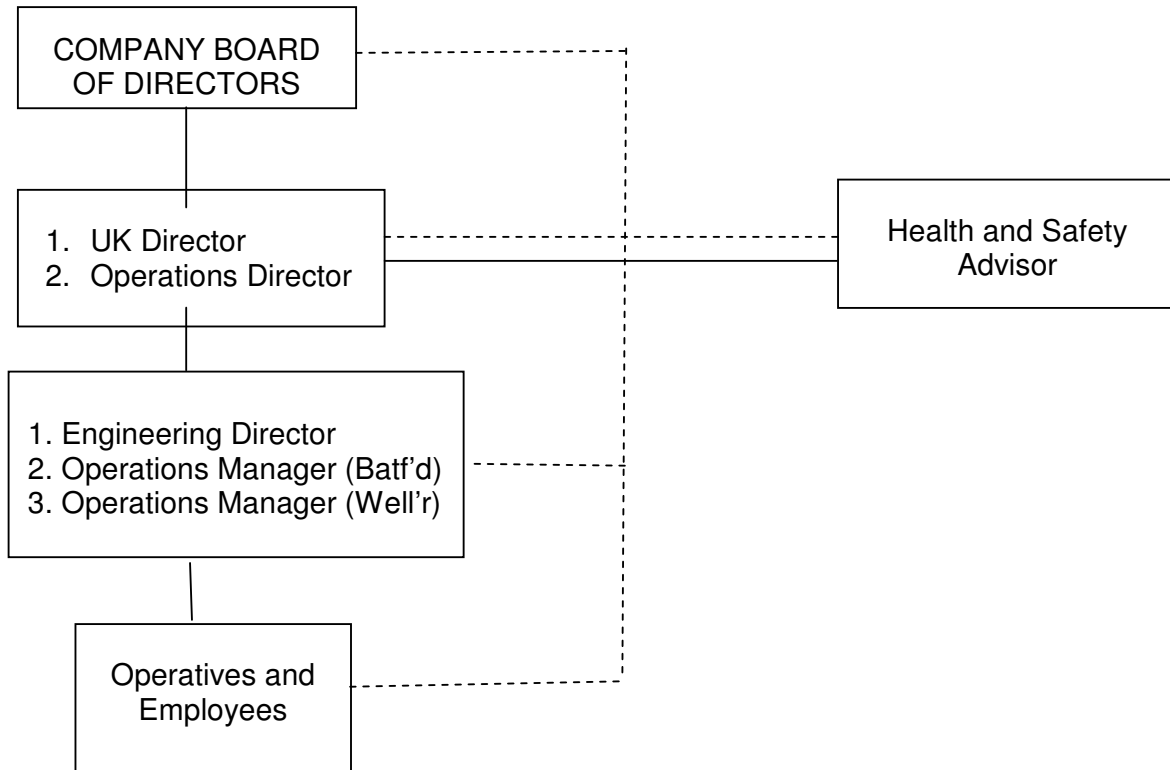 COMPANY BOARD
OF DIRECTORS
1. UK Director
2. Operations Director
Health and Safety
Advisor
1. Engineering Director
2. Operations Manager (Batf’d)
3. Operations Manager (Well’r)
Operatives and
Employees